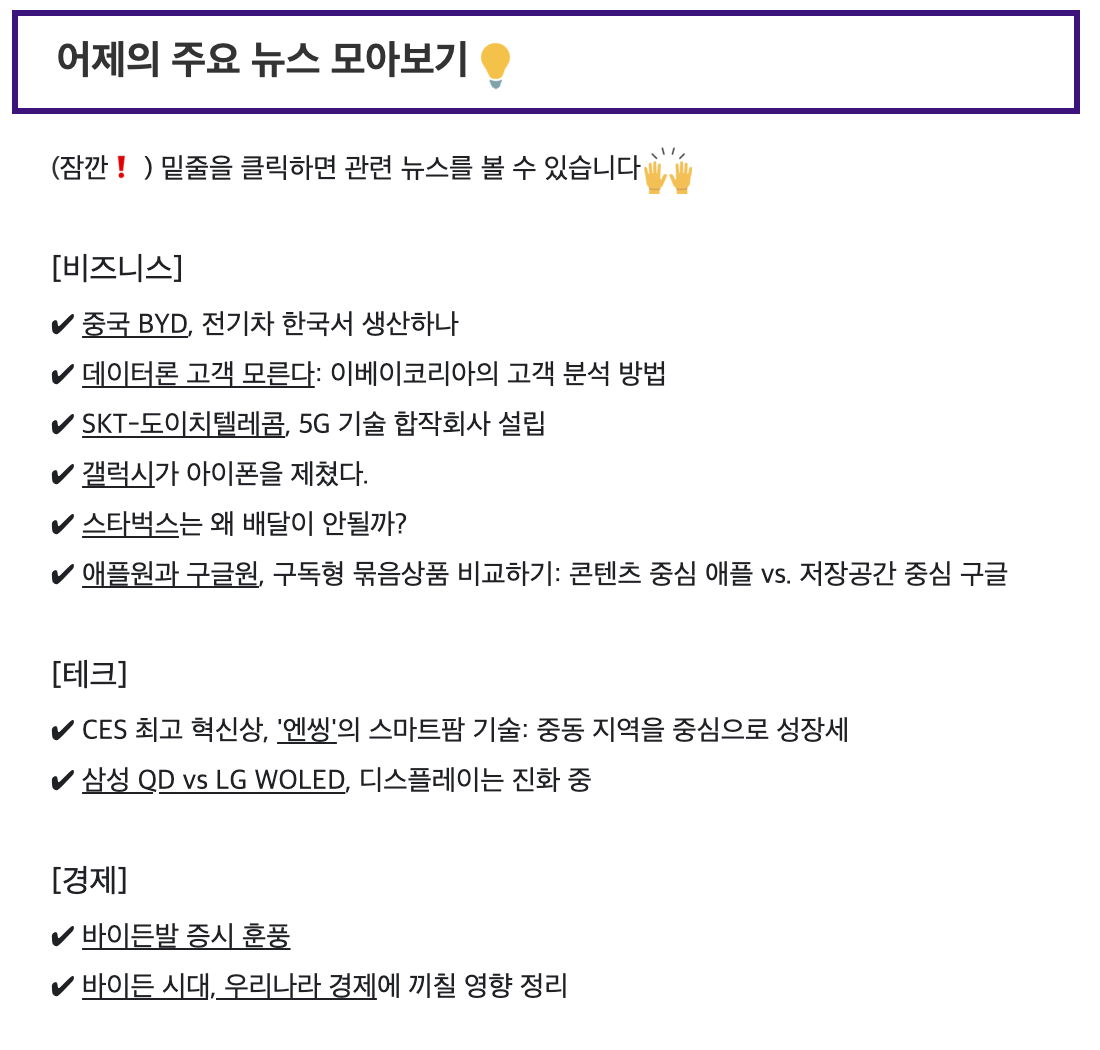 어제의 주요 뉴스 모아보기💡
(잠깐❗ ) 밑줄을 클릭하면 관련 뉴스를 볼 수 있습니다🙌
[비즈니스]
✔ 중국 BYD, 전기차 한국서 생산하나
✔ 데이터론 고객 모른다: 이베이코리아의 고객 분석 방법
✔ SKT-도이치텔레콤, 5G 기술 합작회사 설립
✔ 갤럭시가 아이폰을 제쳤다.
✔ 스타벅스는 왜 배달이 안될까?
✔ 애플원과 구글원, 구독형 묶음상품 비교하기: 콘텐츠 중심 애플 vs. 저장공간 중심 구글
[테크]
✔ CES 최고 혁신상, '엔씽'의 스마트팜 기술: 중동 지역을 중심으로 성장세
✔ 삼성 QD vs LG WOLED, 디스플레이는 진화 중
[경제]
✔ 바이든발 증시 훈풍
✔ 바이든 시대, 우리나라 경제에 끼칠 영향 정리